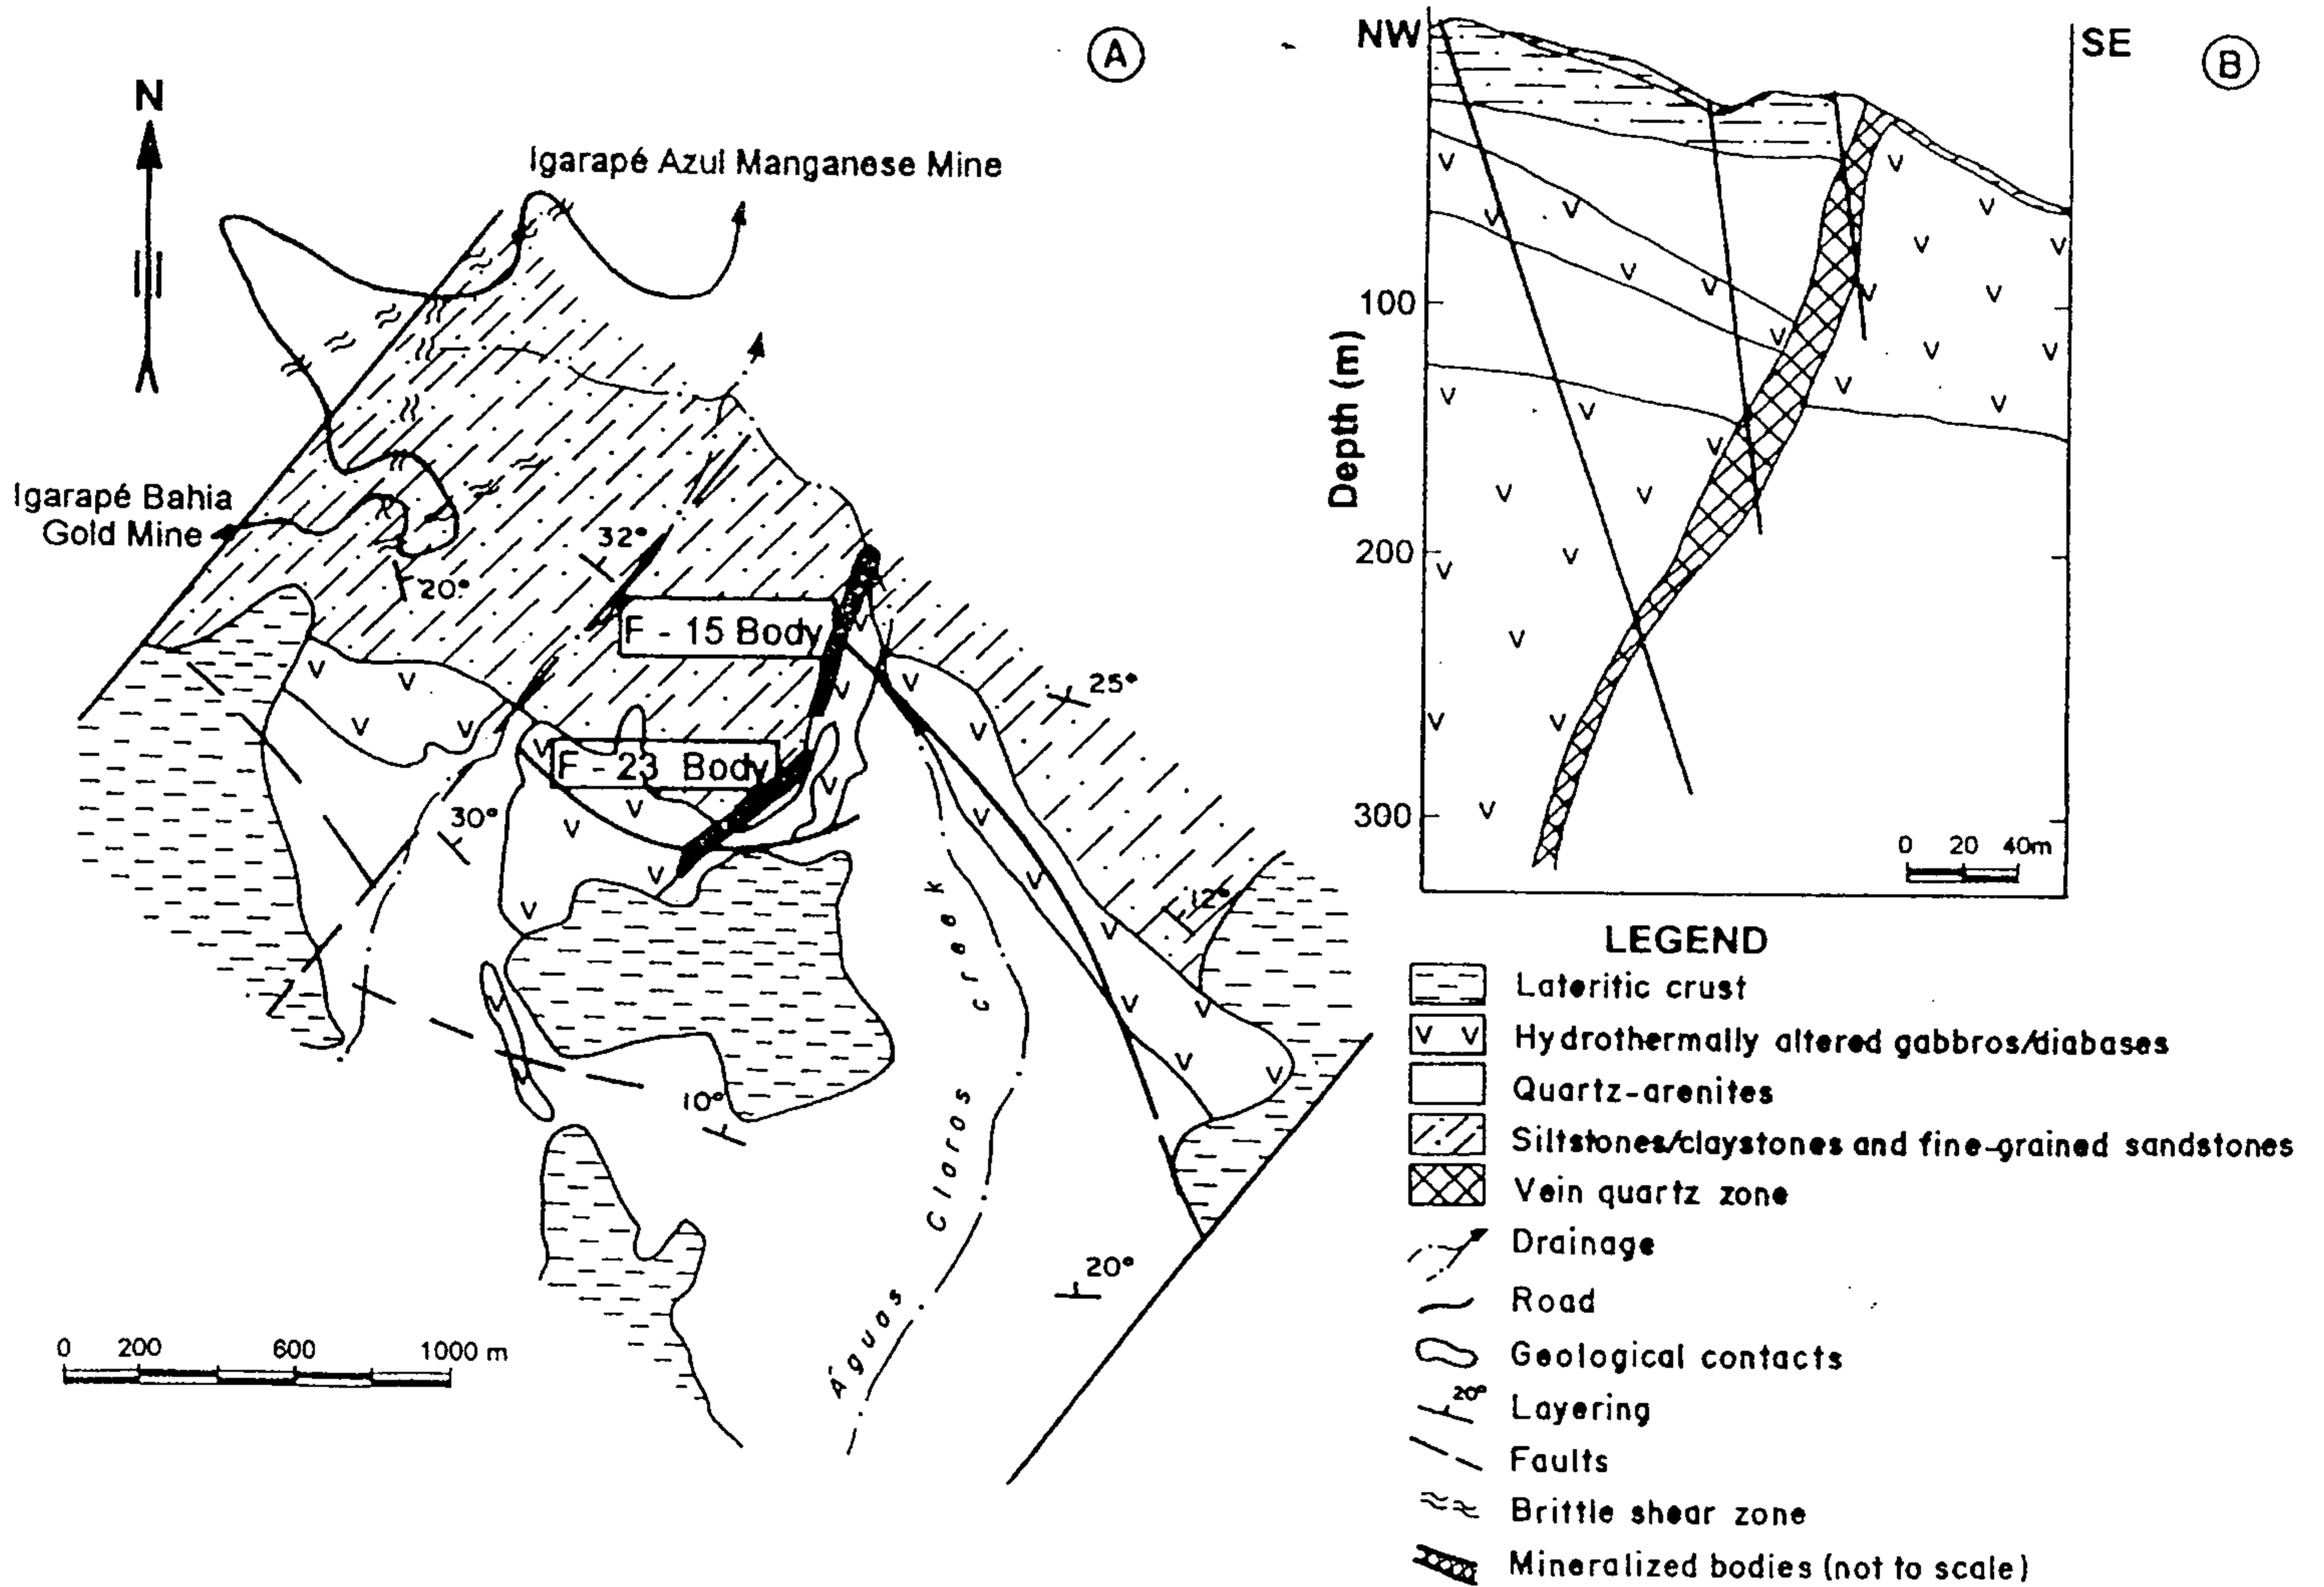 A
N
Igarapé Azul Manganese Mine
Igarapé Bahia
Gold Mine
32°
20°
F - 15 Body
25°
F - 23 Body
30°
12°
10°
Águas Claros creek
20°
0 200 600 1000 m
NW
SE
B
Depth (m)
100
200
300
0 20 40m
LEGEND
Lateritic crust
V V Hydrothermally altered gabbros/diabases
Quartz-arenites
Siltstones/claystones and fine-grained sandstones
Vein quartz zone
Drainage
Road
Geological contacts
20° Layering
Faults
Brittle shear zone
Mineralized bodies (not to scale)